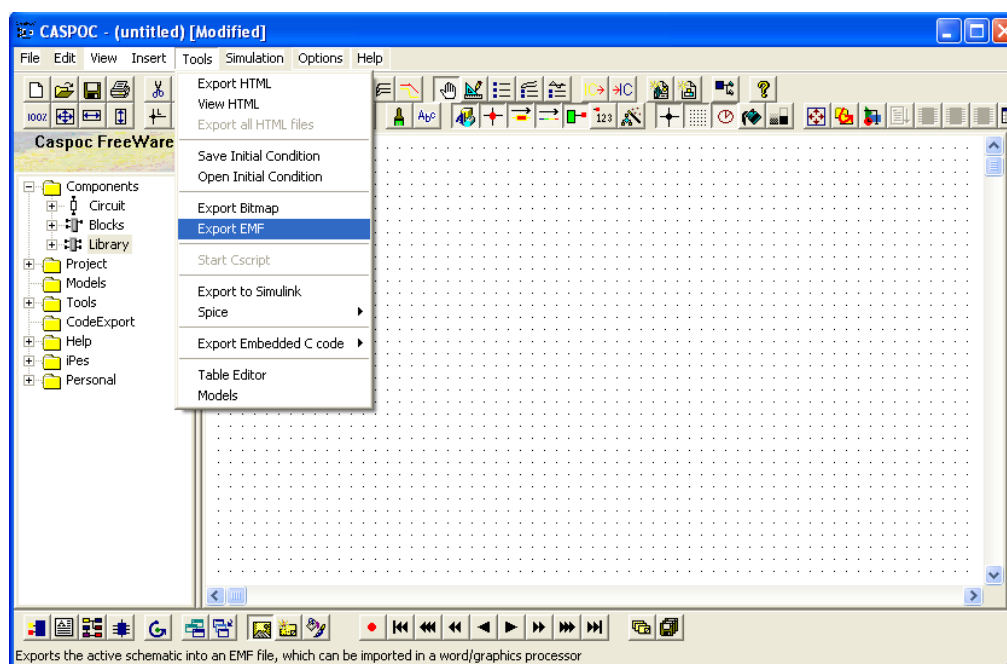 CASPOC - (untitled) [Modified]
File Edit View Insert Tools Simulation Options Help
100%
Abc
123
IC
Caspoc FreeWare
Components
Circuit
Blocks
Library
Project
Models
Tools
CodeExport
Help
iPes
Personal
Export HTML
View HTML
Export all HTML files
Save Initial Condition
Open Initial Condition
Export Bitmap
Export EMF
Start Cscript
Export to Simulink
Spice
Export Embedded C code
Table Editor
Models
Exports the active schematic into an EMF file, which can be imported in a word/graphics processor